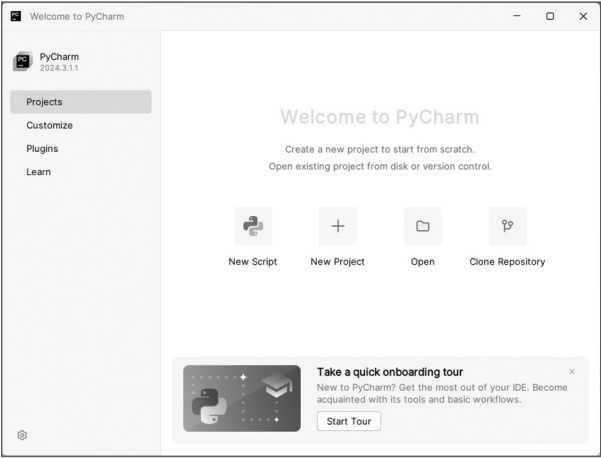 Welcome to PyCharm
PyCharm
2024.3.1.1
Projects
Customize
Plugins
Learn
Welcome to PyCharm
Create a new project to start from scratch.
Open existing project from disk or version control.
New Script
New Project
Open
Clone Repository
Take a quick onboarding tour
New to PyCharm? Get the most out of your IDE. Become
acquainted with its tools and basic workflows.
Start Tour